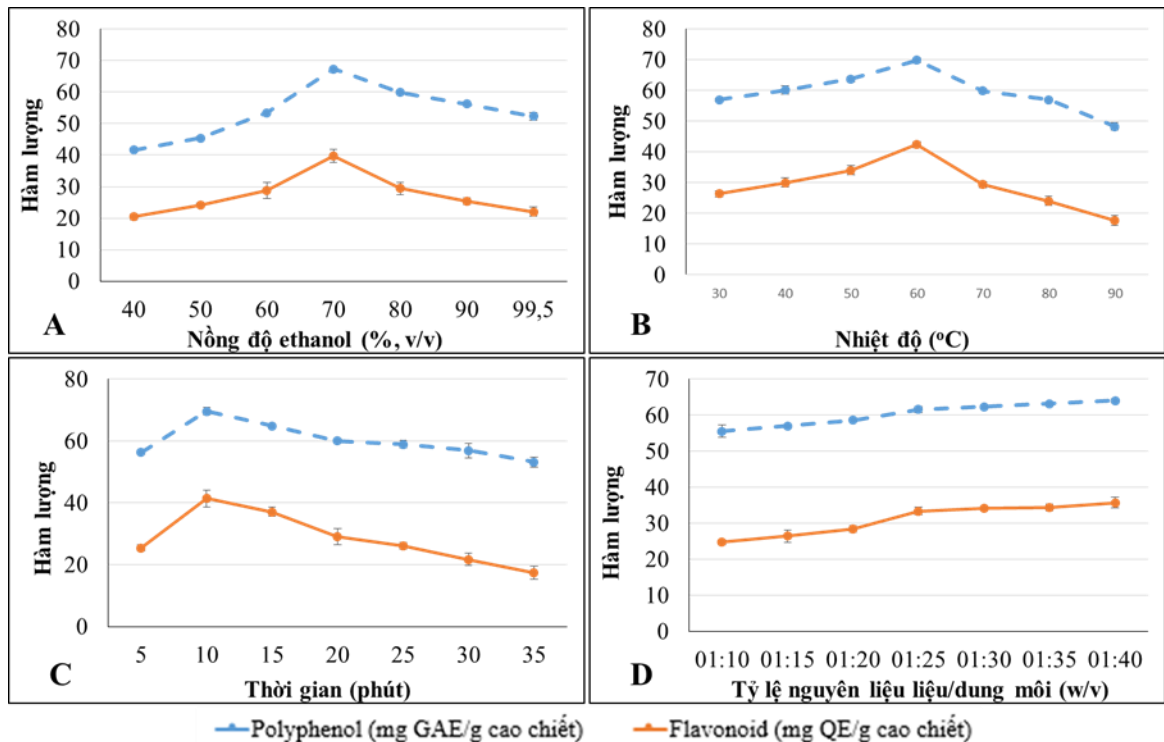 80
70
60
50
40
30
20
10
0
Hàm lượng
40 50 60 70 80 90 99,5
A
Nồng độ ethanol (%, v/v)
80
70
60
50
40
30
20
10
0
Hàm lượng
30 40 50 60 70 80 90
B
Nhiệt độ (ºC)
80
60
40
20
0
Hàm lượng
5 10 15 20 25 30 35
C
Thời gian (phút)
70
60
50
40
30
20
10
0
Hàm lượng
01:10 01:15 01:20 01:25 01:30 01:35 01:40
D
Tỷ lệ nguyên liệu liệu/dung môi (w/v)
Polyphenol (mg GAE/g cao chiết)
Flavonoid (mg QE/g cao chiết)